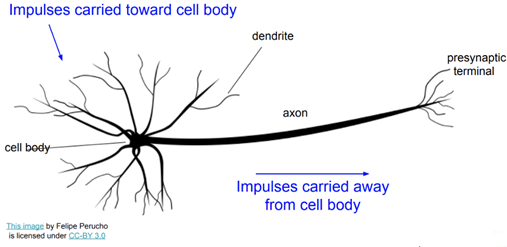 Impulses carried toward cell body
dendrite
presynaptic
terminal
axon
cell body
Impulses carried away
from cell body
This image by Felipe Perucho
is licensed under CC-BY 3.0